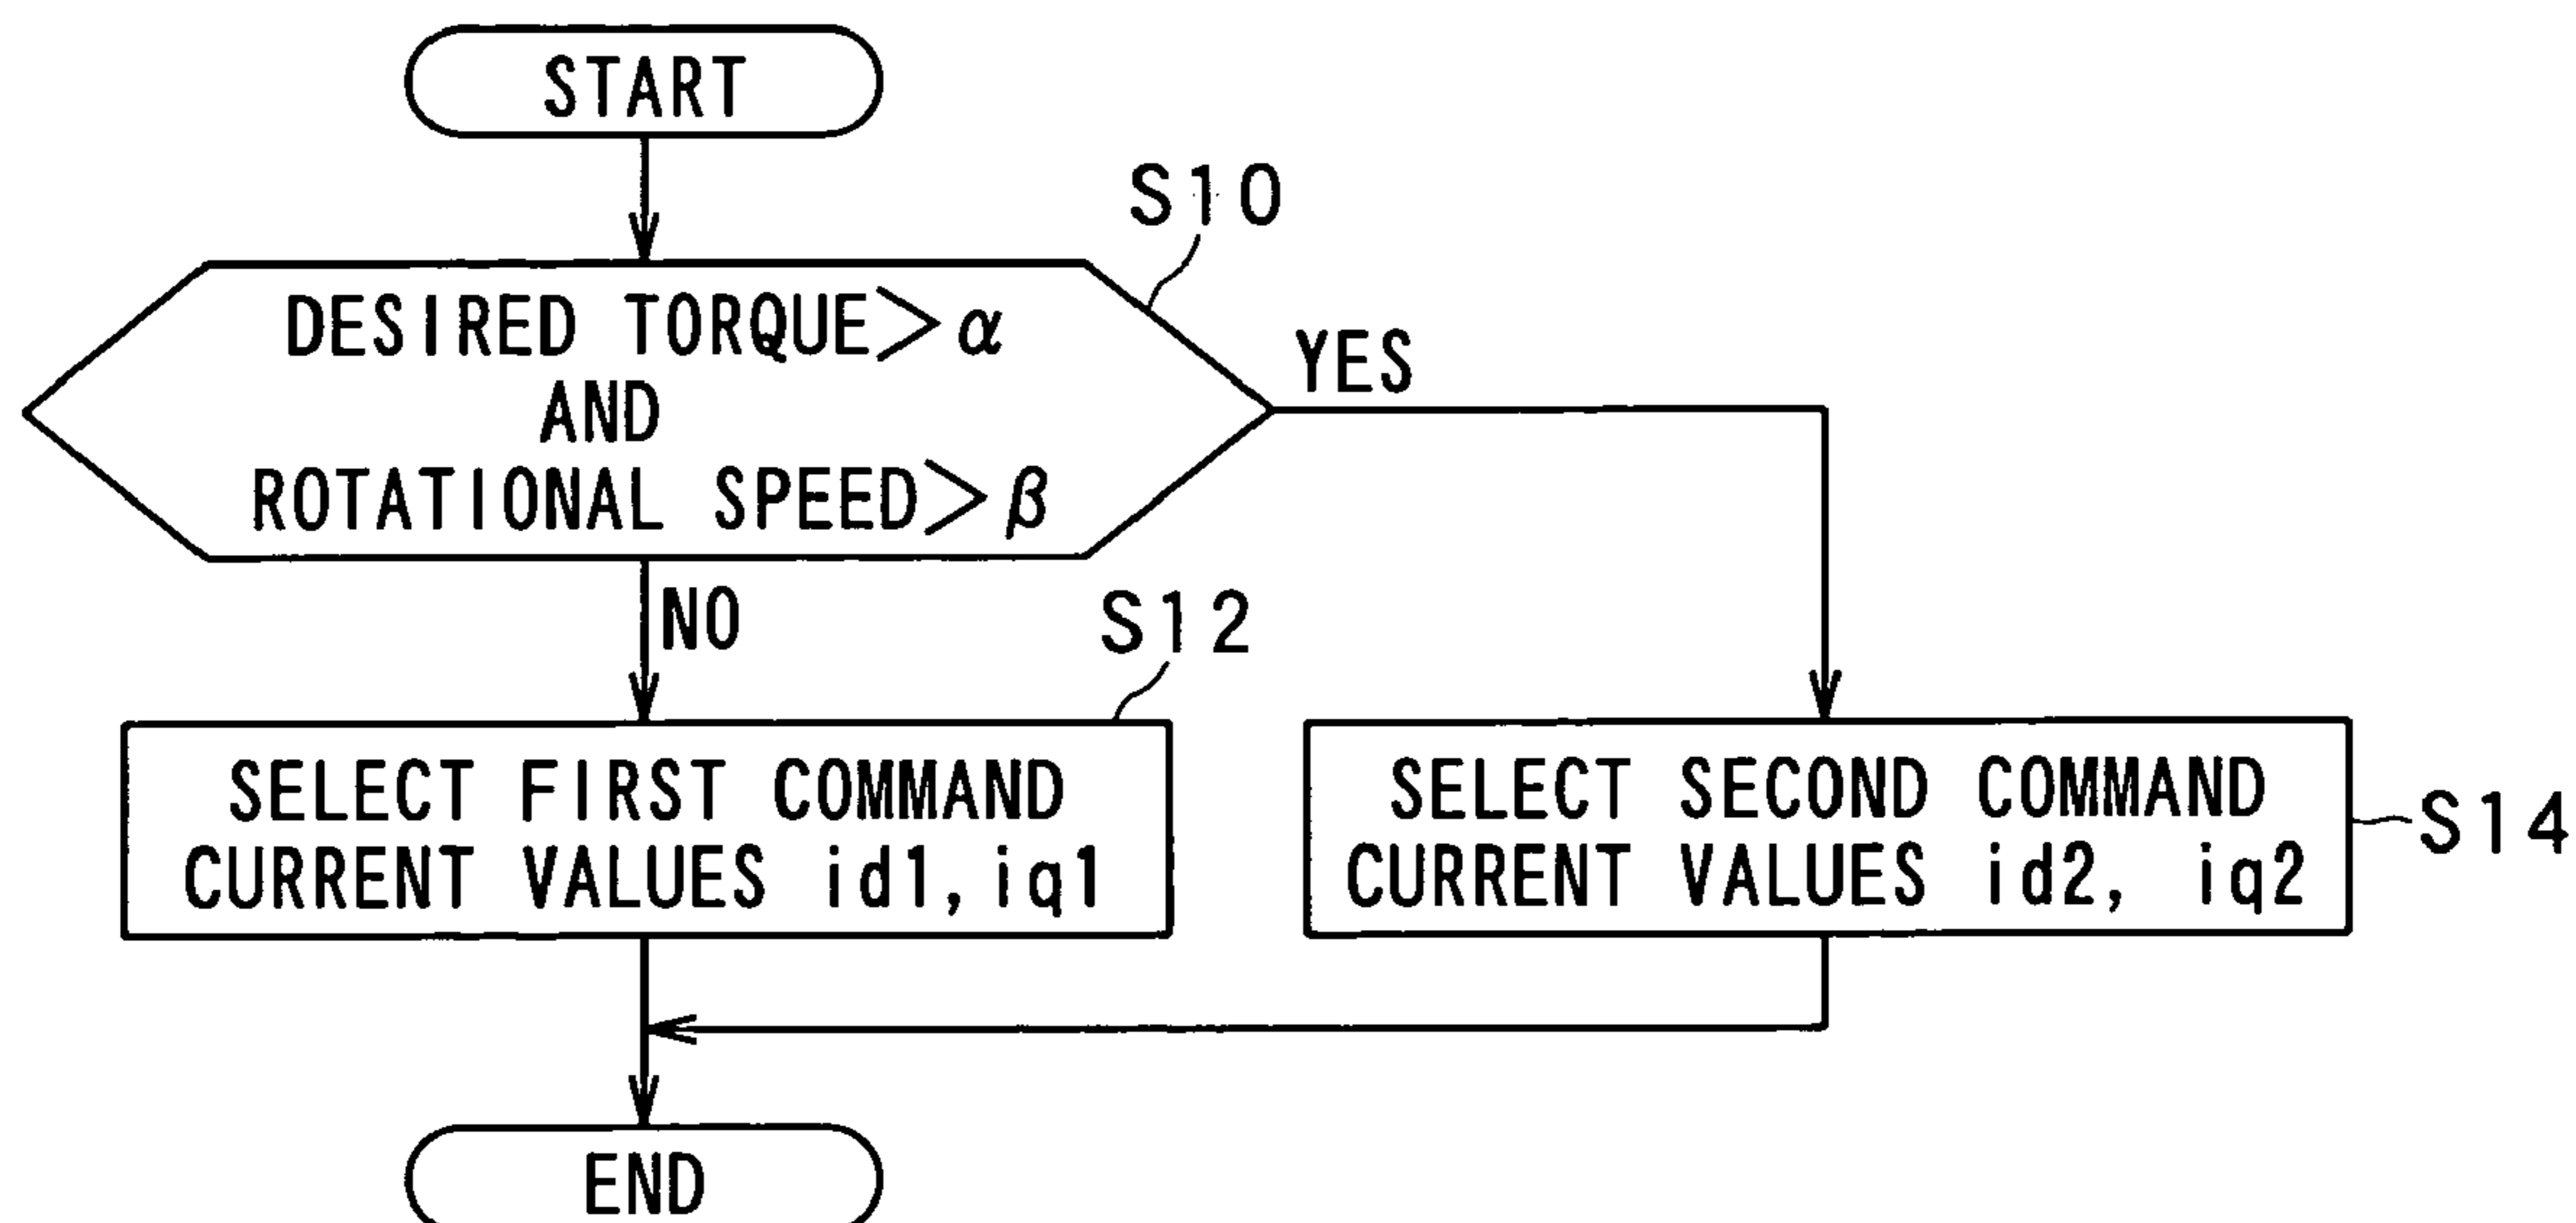 START
S10
DESIRED TORQUE>α
AND
ROTATIONAL SPEED>β
YES
NO
S12
SELECT FIRST COMMAND
CURRENT VALUES id1, iq1
SELECT SECOND COMMAND
CURRENT VALUES id2, iq2
S14
END